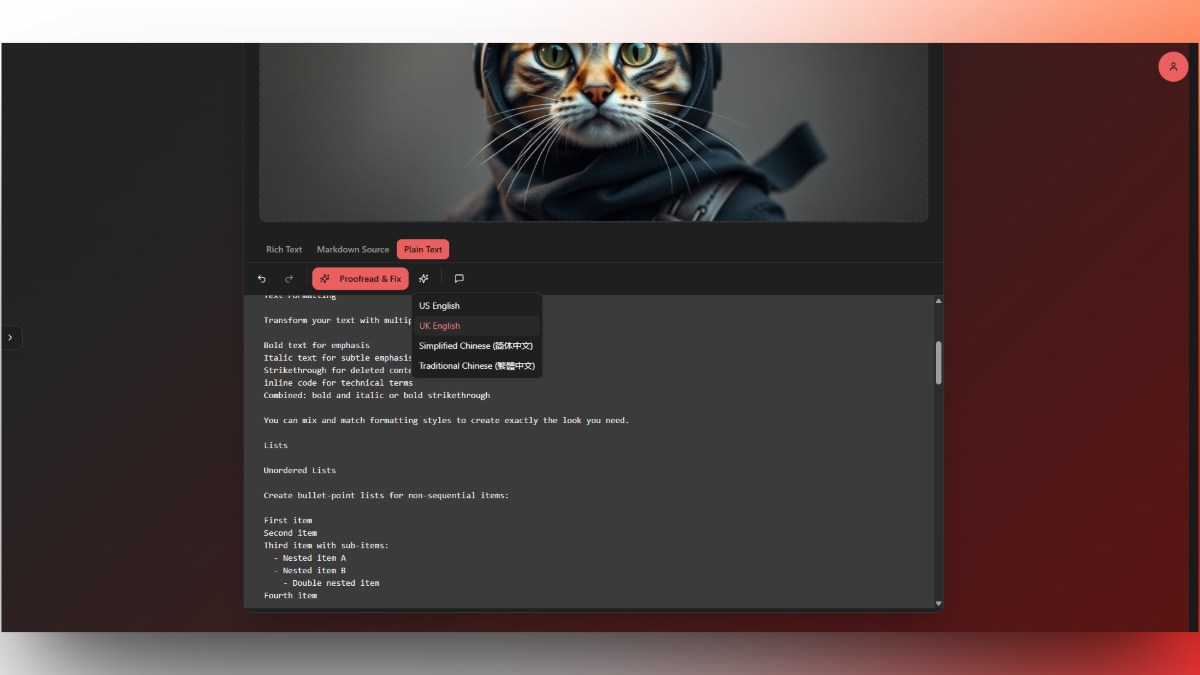 Rich Text Markdown Source Plain Text
Proofread & Fix
US English
UK English
Simplified Chinese (简体中文)
Traditional Chinese (繁體中文)
Text Formatting
Transform your text with
Bold text for emphasis
Italic text for subtle emphasis
Strikethrough for deleted
inline code for technical terms
Combined: bold and italic or bold strikethrough
You can mix and match formatting styles to create exactly the look you need.
Lists
Unordered Lists
Create bullet-point lists for non-sequential items:
First item
Second item
Third item with sub-items:
- Nested item A
- Nested item B
- Double nested item
Fourth item